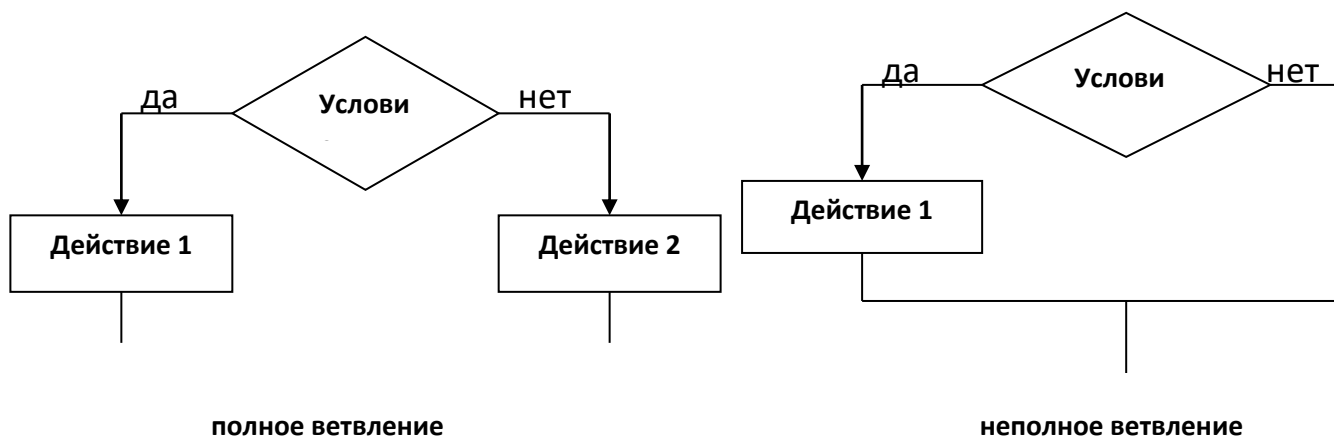 да
Услови
нет
Действие 1
Действие 2
полное ветвление
да
Услови
нет
Действие 1
неполное ветвление